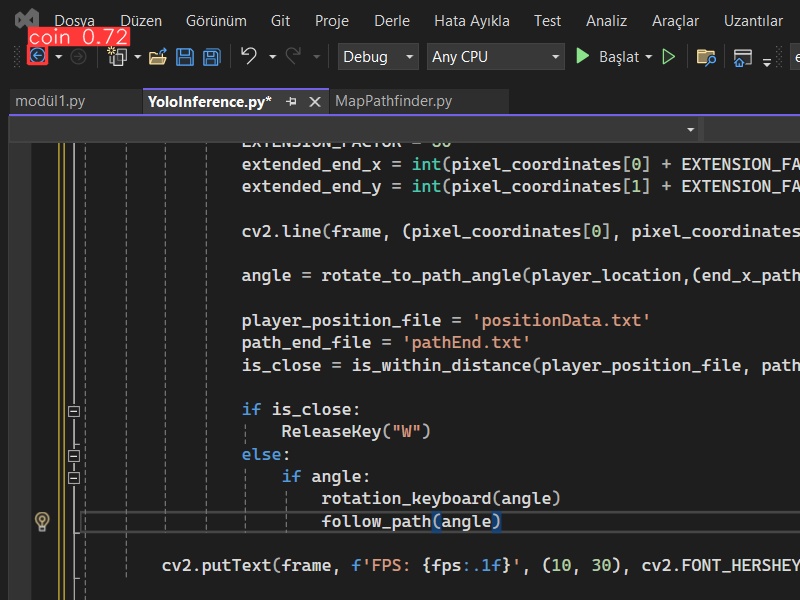 Dosya Düzen Görünüm Git Proje Derle Hata Ayıkla Test Analiz Araçlar Uzantılar
coin 0.72
Debug Any CPU Başlat
modül1.py YoloInference.py* MapPathfinder.py
EXTENSION_FACTOR = 80
extended_end_x = int(pixel_coordinates[0] + EXTENSION_FA
extended_end_y = int(pixel_coordinates[1] + EXTENSION_FA
cv2.line(frame, (pixel_coordinates[0], pixel_coordinates
angle = rotate_to_path_angle(player_location,(end_x_path
player_position_file = 'positionData.txt'
path_end_file = 'pathEnd.txt'
is_close = is_within_distance(player_position_file, path
if is_close:
ReleaseKey("W")
else:
if angle:
rotation_keyboard(angle)
follow_path(angle)
cv2.putText(frame, f'FPS: {fps:.1f}', (10, 30), cv2.FONT_HERSHEY